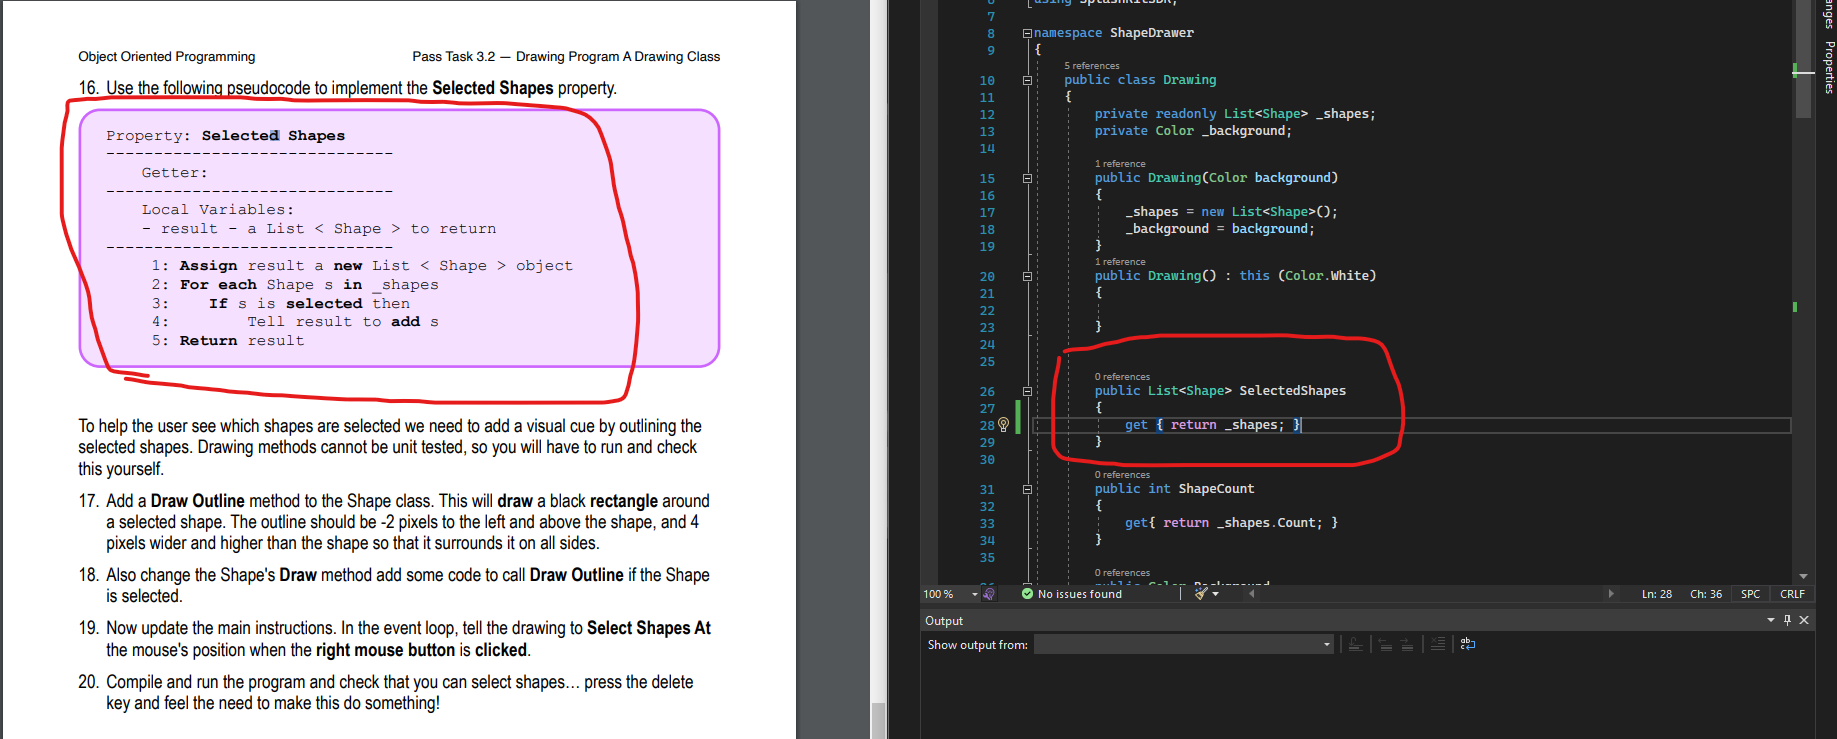 Object Oriented Programming
Pass Task 3.2 — Drawing Program A Drawing Class
16. Use the following pseudocode to implement the Selected Shapes property.
Property: Selected Shapes
------------------------------
Getter:
------------------------------
Local Variables:
- result - a List < Shape > to return
------------------------------
1: Assign result a new List < Shape > object
2: For each Shape s in _shapes
3: If s is selected then
4: Tell result to add s
5: Return result
To help the user see which shapes are selected we need to add a visual cue by outlining the
selected shapes. Drawing methods cannot be unit tested, so you will have to run and check
this yourself.
17. Add a Draw Outline method to the Shape class. This will draw a black rectangle around
a selected shape. The outline should be -2 pixels to the left and above the shape, and 4
pixels wider and higher than the shape so that it surrounds it on all sides.
18. Also change the Shape's Draw method add some code to call Draw Outline if the Shape
is selected.
19. Now update the main instructions. In the event loop, tell the drawing to Select Shapes At
the mouse's position when the right mouse button is clicked.
20. Compile and run the program and check that you can select shapes... press the delete
key and feel the need to make this do something!
7
8 namespace ShapeDrawer
9 {
5 references
10 public class Drawing
11 {
12 private readonly List<Shape> _shapes;
13 private Color _background;
14
1 reference
15 public Drawing(Color background)
16 {
17 _shapes = new List<Shape>();
18 _background = background;
19 }
1 reference
20 public Drawing() : this (Color.White)
21 {
22
23 }
24
25
0 references
26 public List<Shape> SelectedShapes
27 {
28 get { return _shapes; }
29 }
30
0 references
31 public int ShapeCount
32 {
33 get{ return _shapes.Count; }
34 }
35
0 references
100 %
No issues found
Ln: 28
Ch: 36
SPC
CRLF
Output
Show output from:
Properties